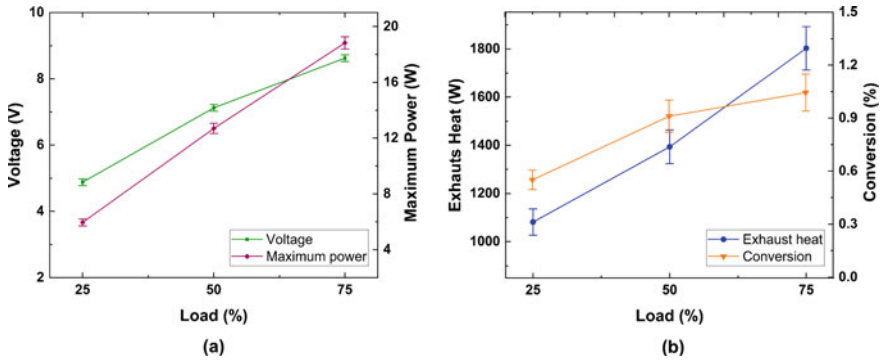 10
8
6
4
2
Voltage (V)
20
16
12
8
4
Maximum Power (W)
Voltage
Maximum power
25
50
75
Load (%)
(a)
1800
1600
1400
1200
1000
Exhauts Heat (W)
1.5
1.2
0.9
0.6
0.3
0.0
Conversion (%)
Exhaust heat
Conversion
25
50
75
Load (%)
(b)